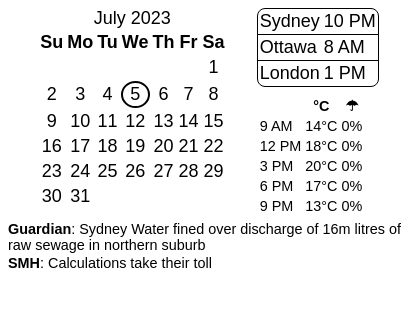 July 2023
Su Mo Tu We Th Fr Sa
1
2 3 4 5 6 7 8
9 10 11 12 13 14 15
16 17 18 19 20 21 22
23 24 25 26 27 28 29
30 31
Sydney 10 PM
Ottawa 8 AM
London 1 PM
°C ☂
9 AM 14°C 0%
12 PM 18°C 0%
3 PM 20°C 0%
6 PM 17°C 0%
9 PM 13°C 0%
Guardian: Sydney Water fined over discharge of 16m litres of
raw sewage in northern suburb
SMH: Calculations take their toll